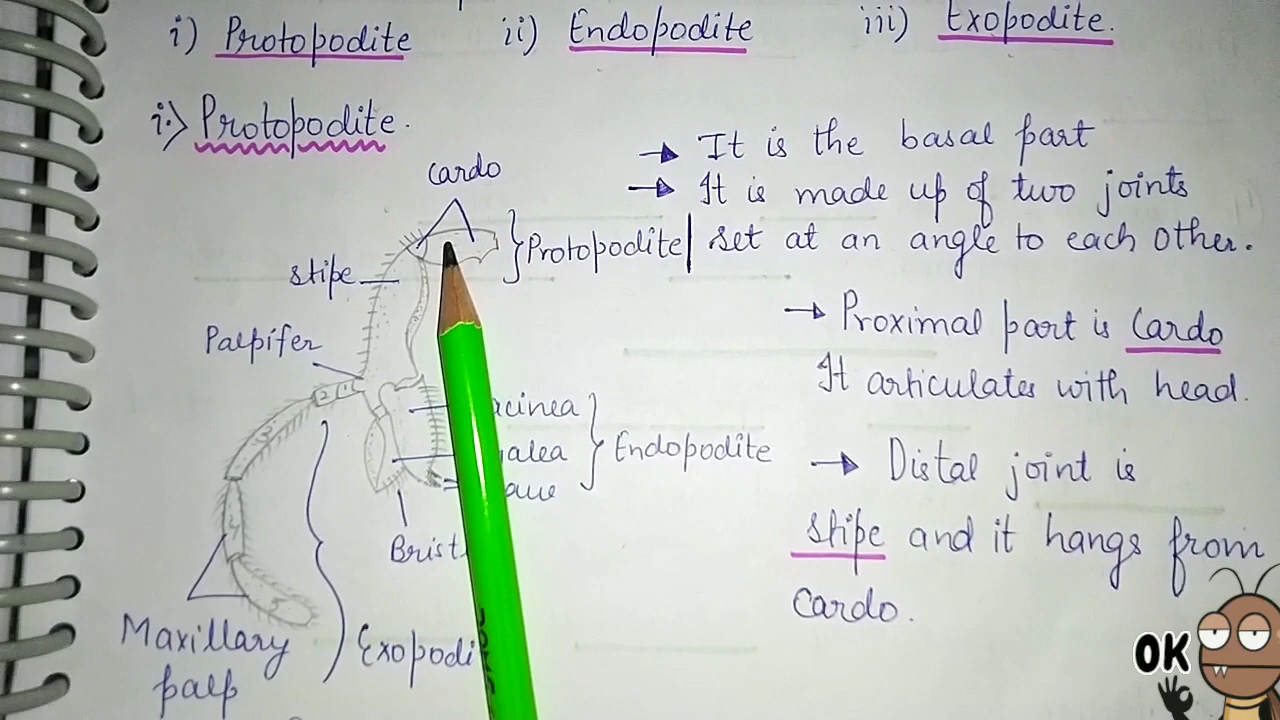 i) Protopodite ii) Endopodite iii) Exopodite.
i.) Protopodite.
→ It is the basal part
cardo
→ It is made up of two joints
}Protopodite| set at an angle to each other.
stipe
→ Proximal part is Cardo
Palpifer
It articulates with head.
} Endopodite
→ Distal joint is
stipe and it hangs from
cardo.
Maxillary
palp
OK